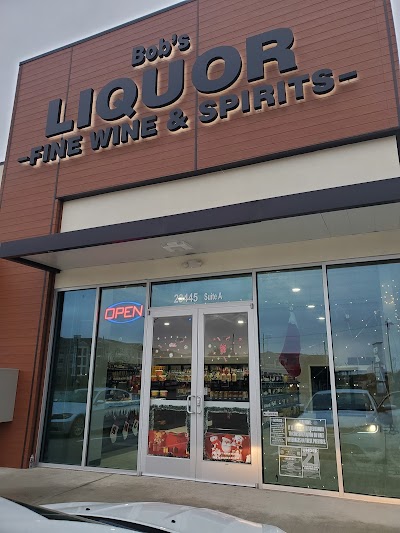 Bob's
LIQUOR
-FINE WINE & SPIRITS-
Suite A
OPEN